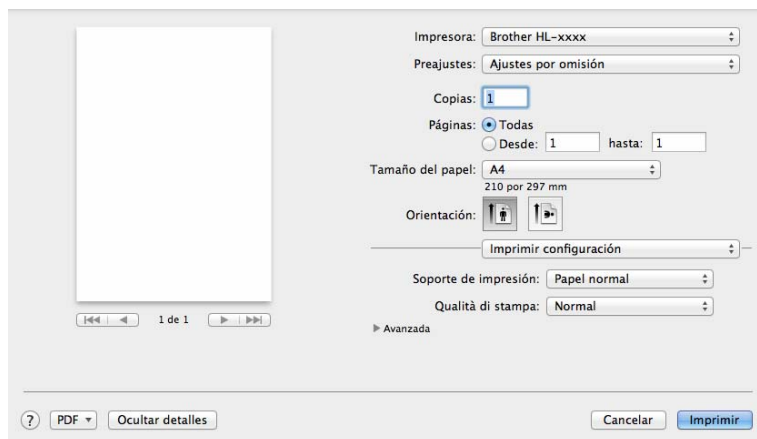 Impresora: Brother HL-xxxx
Preajustes: Ajustes por omisión
Copias: 1
Páginas: Todas
Desde: 1 hasta: 1
Tamaño del papel: A4
210 por 297 mm
Orientación:
Imprimir configuración
Soporte de impresión: Papel normal
Qualità di stampa: Normal
Avanzada
1 de 1
? PDF Ocultar detalles Cancelar Imprimir